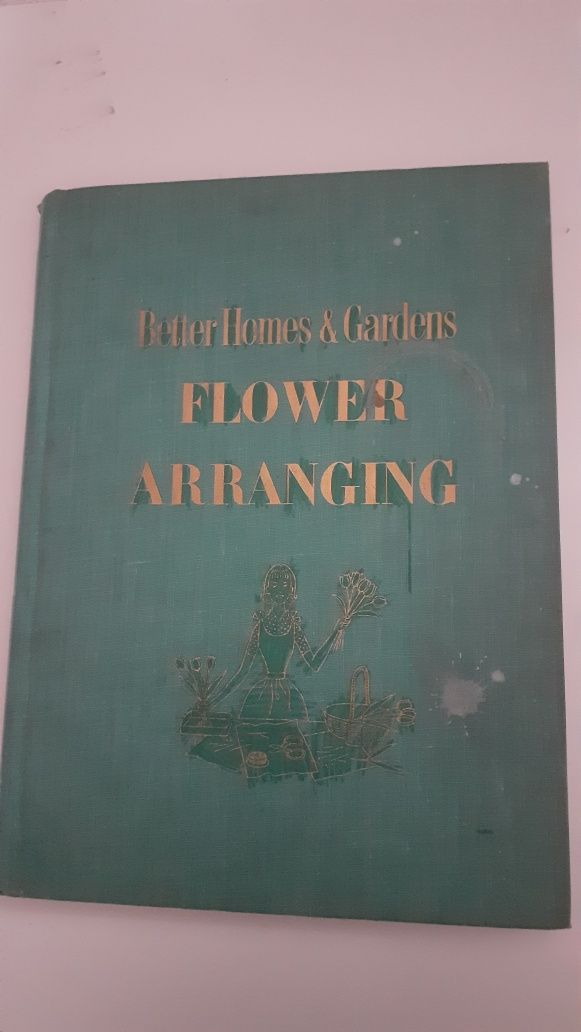 Better Homes & Gardens
FLOWER
ARRANGING